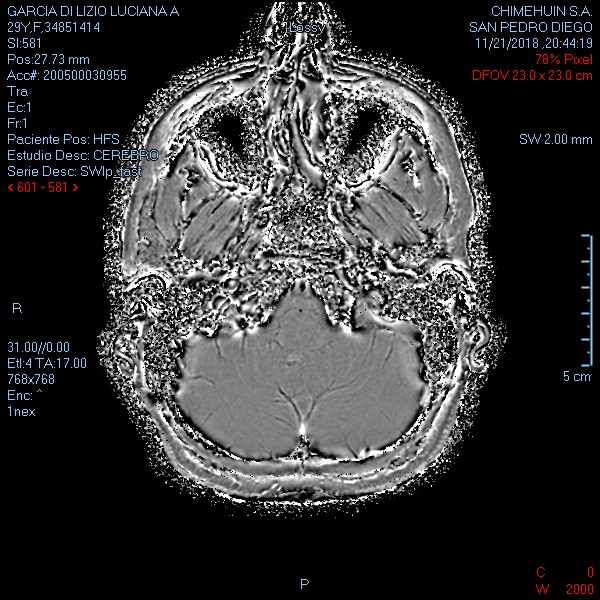 GARCIA DI LIZIO LUCIANA A
29Y,F,34851414
SI:581
Pos:27.73 mm
Acc#: 200500030955
Tra
Ec:1
Fr:1
Paciente Pos: HFS
Estudio Desc: CEREBRO
Serie Desc: SWIp_fast
< 601 - 581 >
Lossy
CHIMEHUIN S.A.
SAN PEDRO DIEGO
11/21/2018 ,20:44:19
78% Pixel
DFOV 23.0 x 23.0 cm
SW 2.00 mm
R
31.00//0.00
Etl:4 TA:17.00
768x768
Enc: ^
1nex
5 cm
P
C 0
W 2000